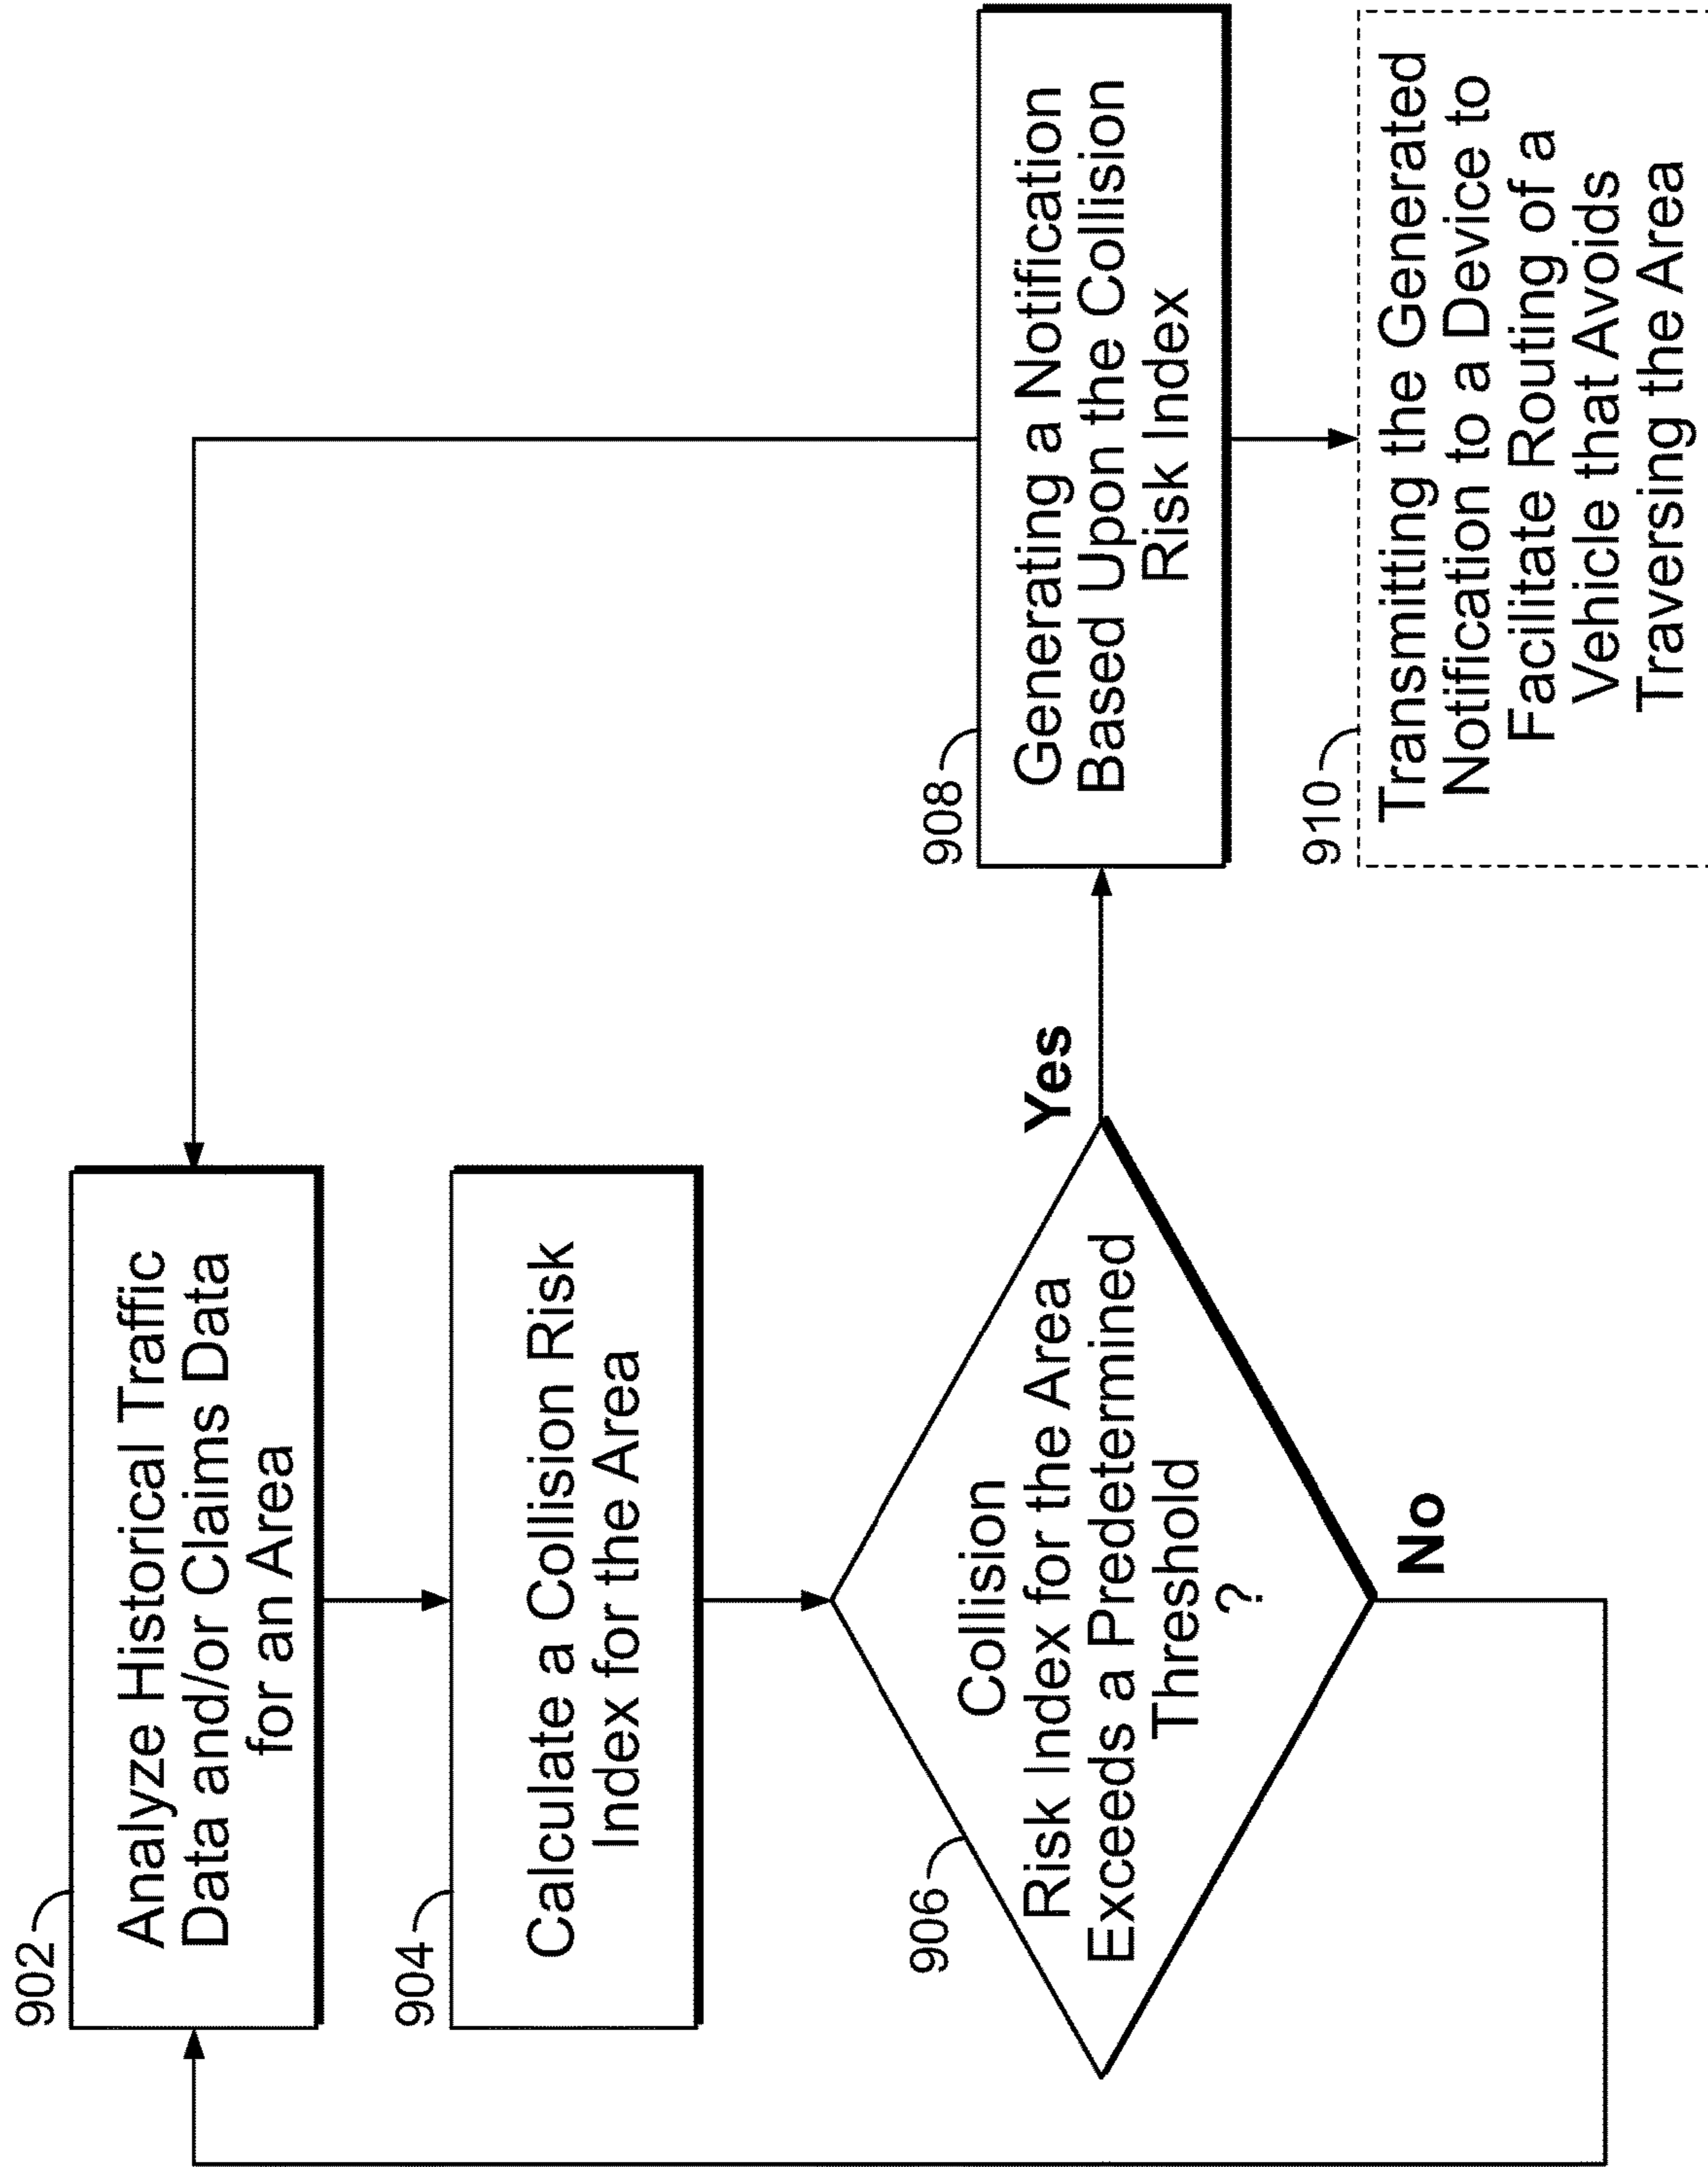 902
Analyze Historical Traffic
Data and/or Claims Data
for an Area
904
Calculate a Collision Risk
Index for the Area
906
Collision
Risk Index for the Area
Exceeds a Predetermined
Threshold
?
Yes
No
908
Generating a Notification
Based Upon the Collision
Risk Index
910
Transmitting the Generated
Notification to a Device to
Facilitate Routing of a
Vehicle that Avoids
Traversing the Area